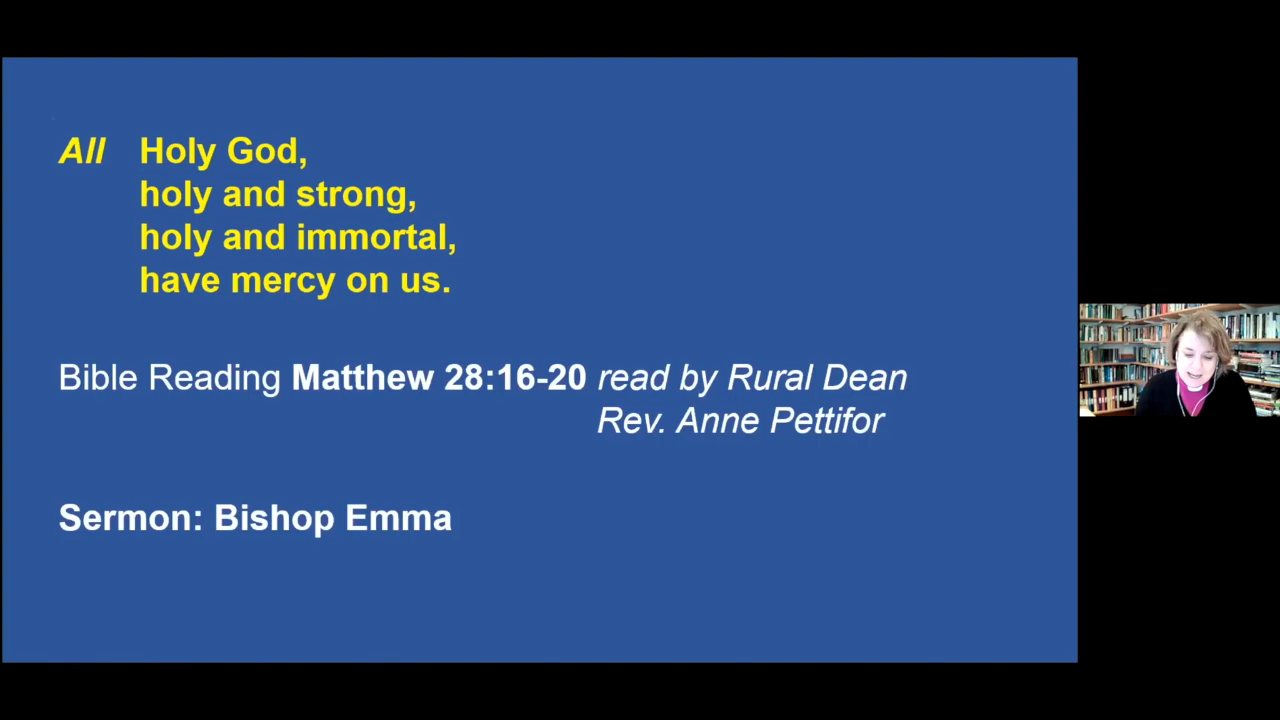 All Holy God,
holy and strong,
holy and immortal,
have mercy on us.
Bible Reading Matthew 28:16-20 read by Rural Dean
Rev. Anne Pettifor
Sermon: Bishop Emma